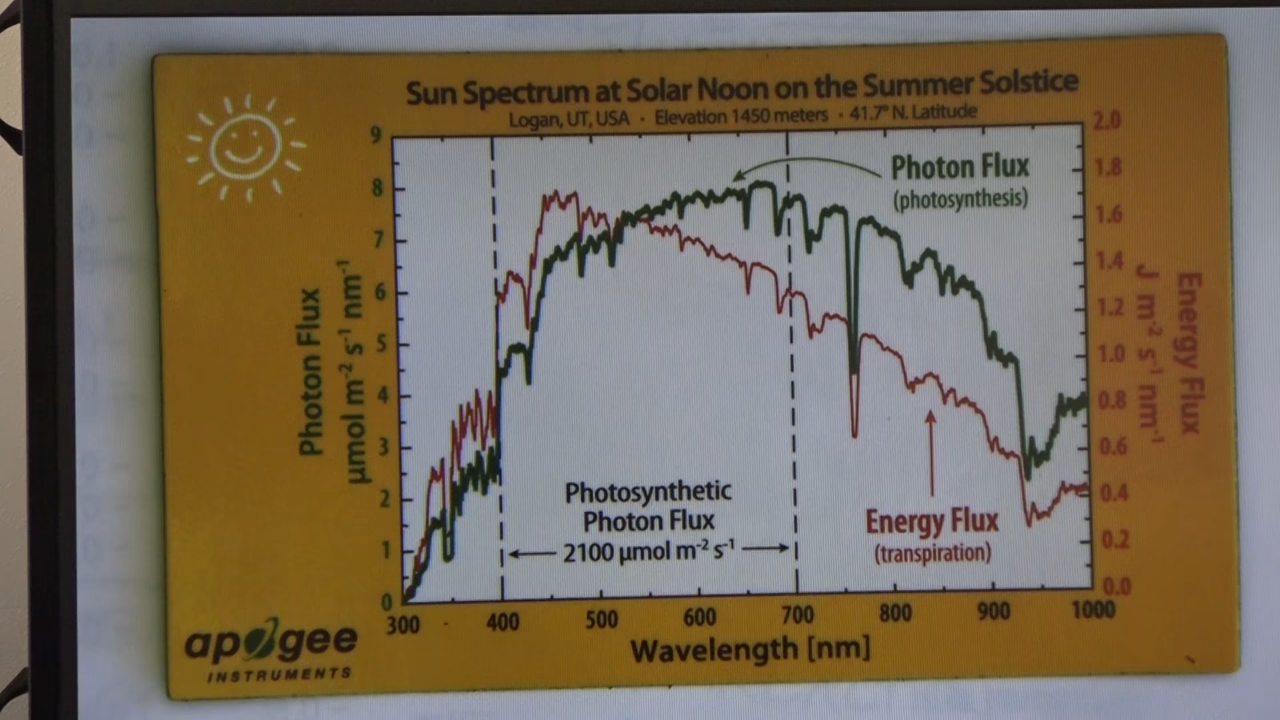 Sun Spectrum at Solar Noon on the Summer Solstice
Logan, UT, USA · Elevation 1450 meters · 41.7° N. Latitude
9
8
7
6
5
4
3
2
1
0
Photon Flux
µmol m⁻² s⁻¹ nm⁻¹
2.0
1.8
1.6
1.4
1.2
1.0
0.8
0.6
0.4
0.2
0.0
Energy Flux
J m⁻² s⁻¹ nm⁻¹
Photon Flux
(photosynthesis)
Photosynthetic
Photon Flux
2100 µmol m⁻² s⁻¹
Energy Flux
(transpiration)
300 400 500 600 700 800 900 1000
Wavelength [nm]
apogee
INSTRUMENTS